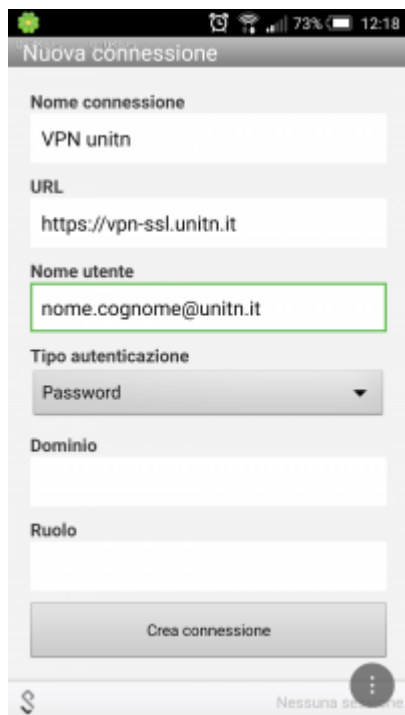 73% 12:18
Nuova connessione
Nome connessione
VPN unitn
URL
https://vpn-ssl.unitn.it
Nome utente
nome.cognome@unitn.it
Tipo autenticazione
Password
Dominio
Ruolo
Crea connessione
Nessuna